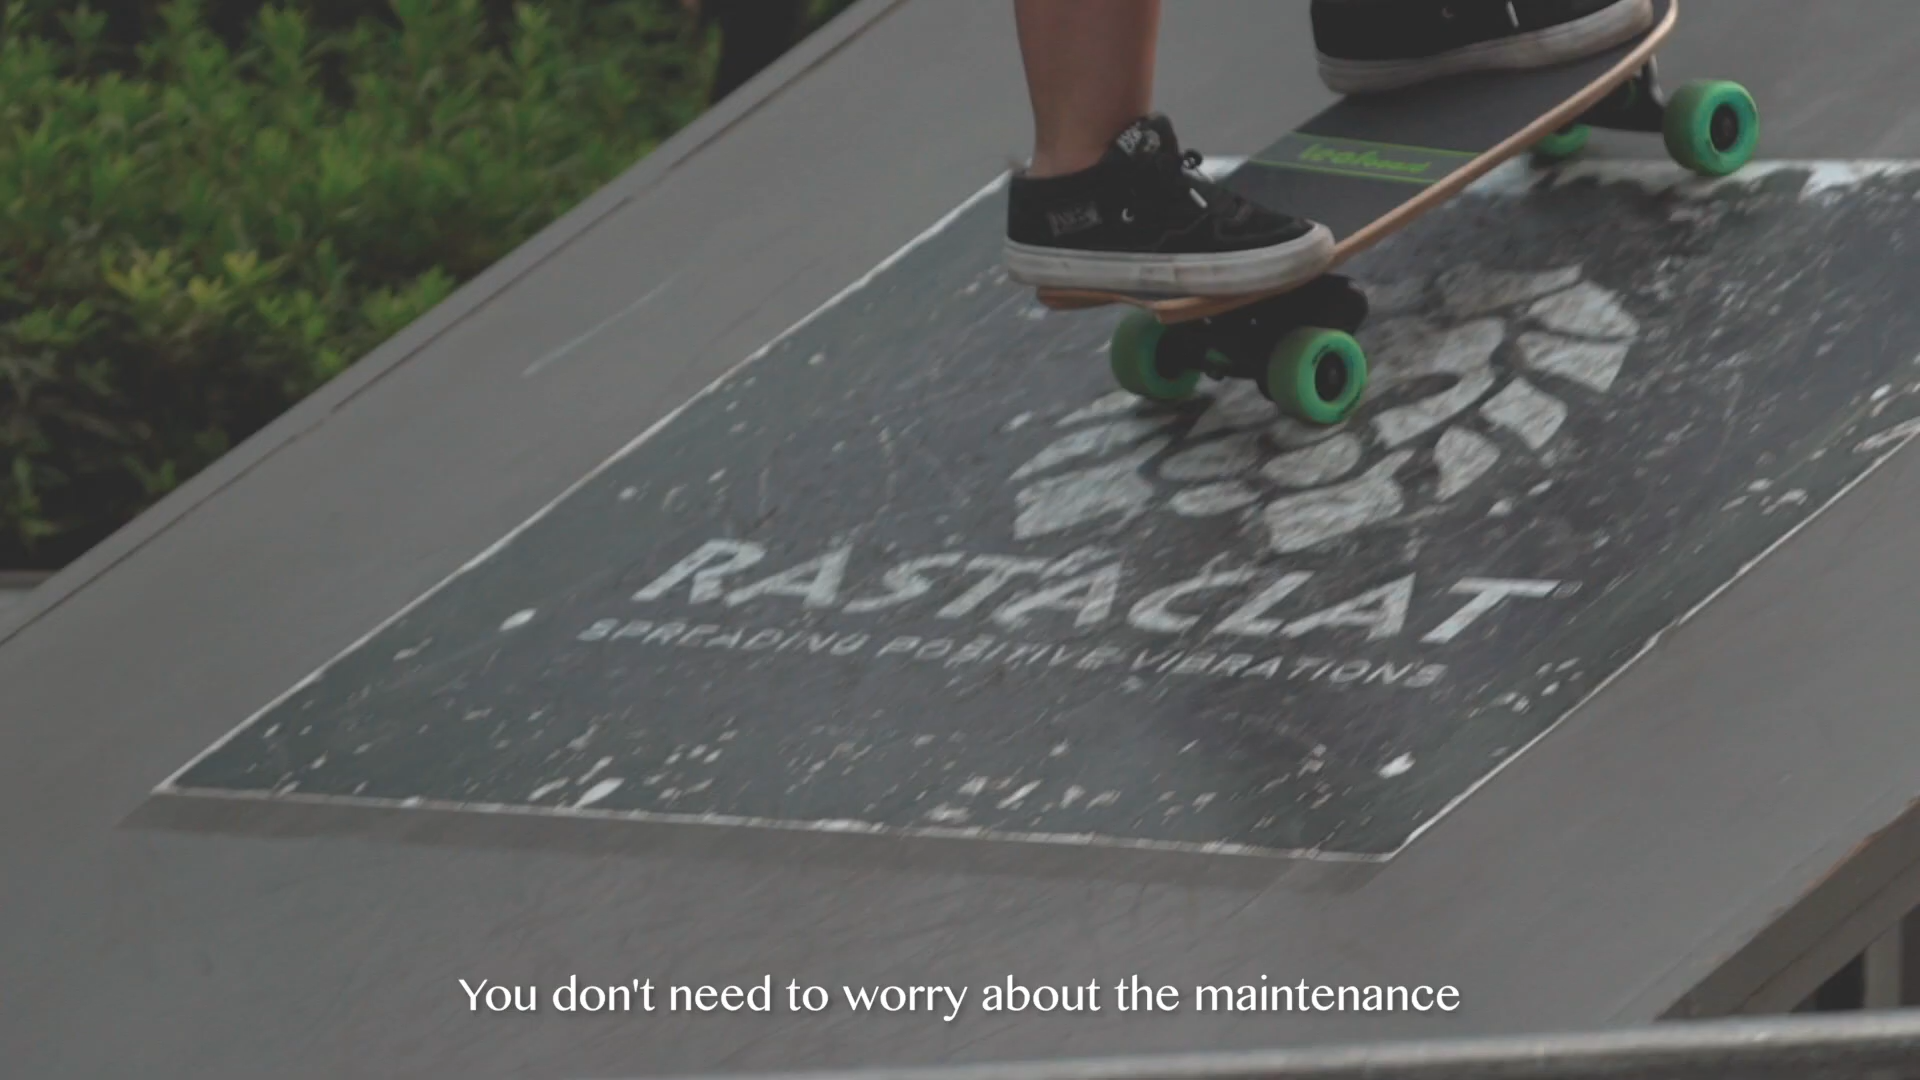 RASTACLAT®
SPREADING POSITIVE VIBRATIONS
You don't need to worry about the maintenance